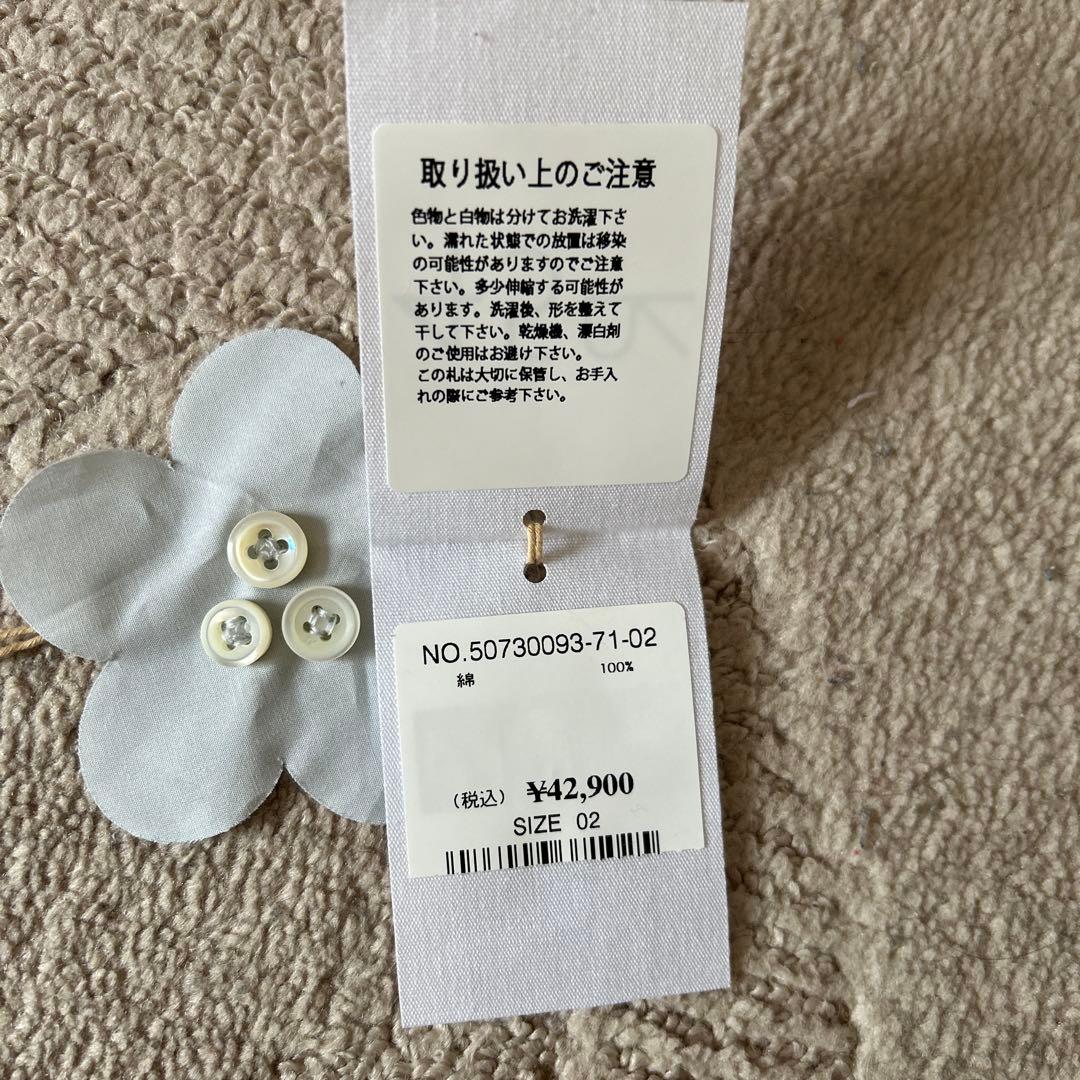 取り扱い上のご注意
色物と白物は分けてお洗濯下さ
い。濡れた状態での放置は移染
の可能性がありますのでご注意
下さい。多少伸縮する可能性が
あります。洗濯後、形を整えて
干して下さい。乾燥機、漂白剤
のご使用はお避け下さい。
この札は大切に保管し、お手入
れの際にご参考下さい。
NO.50730093-71-02
綿 100%
(税込) ¥42,900
SIZE 02